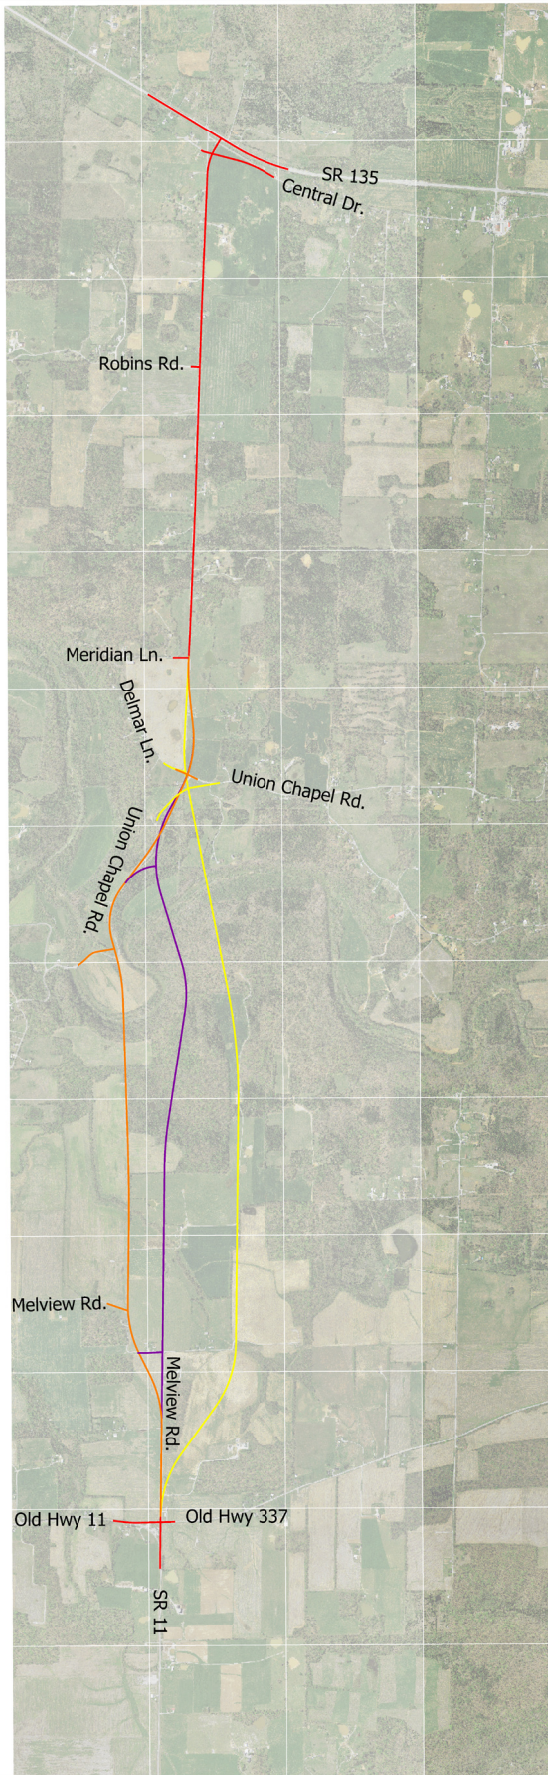 SR 135
Central Dr.
Robins Rd.
Meridian Ln.
Delmar Ln.
Union Chapel Rd.
Union Chapel Rd.
Melview Rd.
Melview Rd.
Old Hwy 11
Old Hwy 337
SR 11